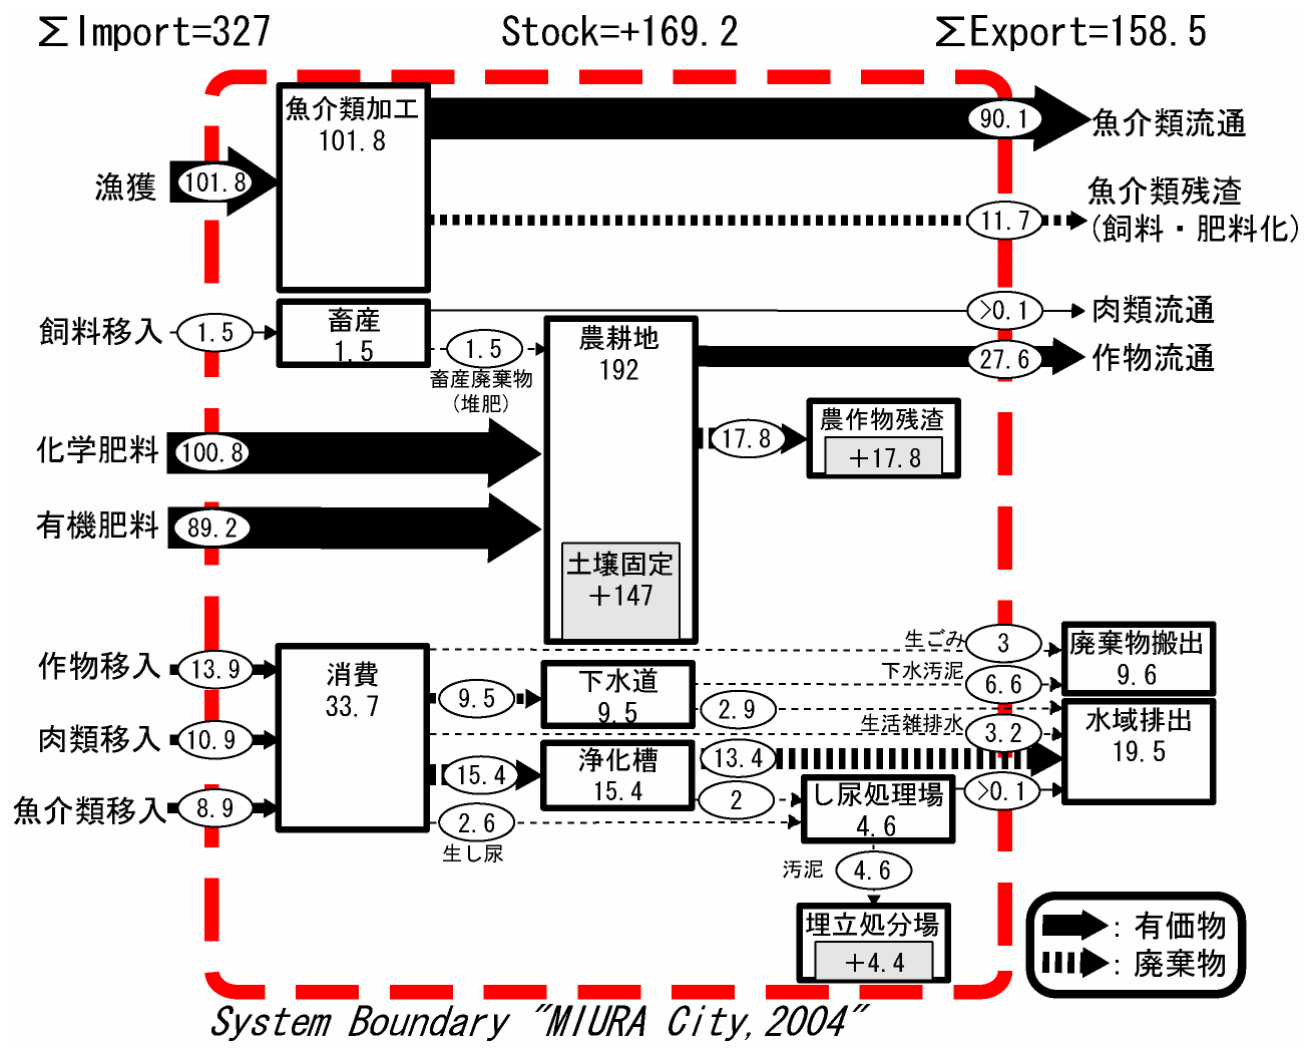 ΣImport=327
Stock=+169.2
ΣExport=158.5
魚介類加工
101.8
90.1
魚介類流通
漁獲
101.8
魚介類残渣
(飼料・肥料化)
11.7
飼料移入
1.5
畜産
1.5
1.5
畜産廃棄物
(堆肥)
農耕地
192
>0.1
肉類流通
27.6
作物流通
化学肥料
100.8
17.8
農作物残渣
+17.8
有機肥料
89.2
土壌固定
+147
作物移入
13.9
消費
33.7
生ごみ
3
廃棄物搬出
9.6
9.5
下水道
9.5
下水汚泥
6.6
2.9
肉類移入
10.9
生活雑排水
3.2
水域排出
19.5
15.4
浄化槽
15.4
13.4
2
魚介類移入
8.9
2.6
生し尿
し尿処理場
4.6
>0.1
汚泥
4.6
埋立処分場
+4.4
: 有価物
: 廃棄物
System Boundary "MIURA City, 2004"